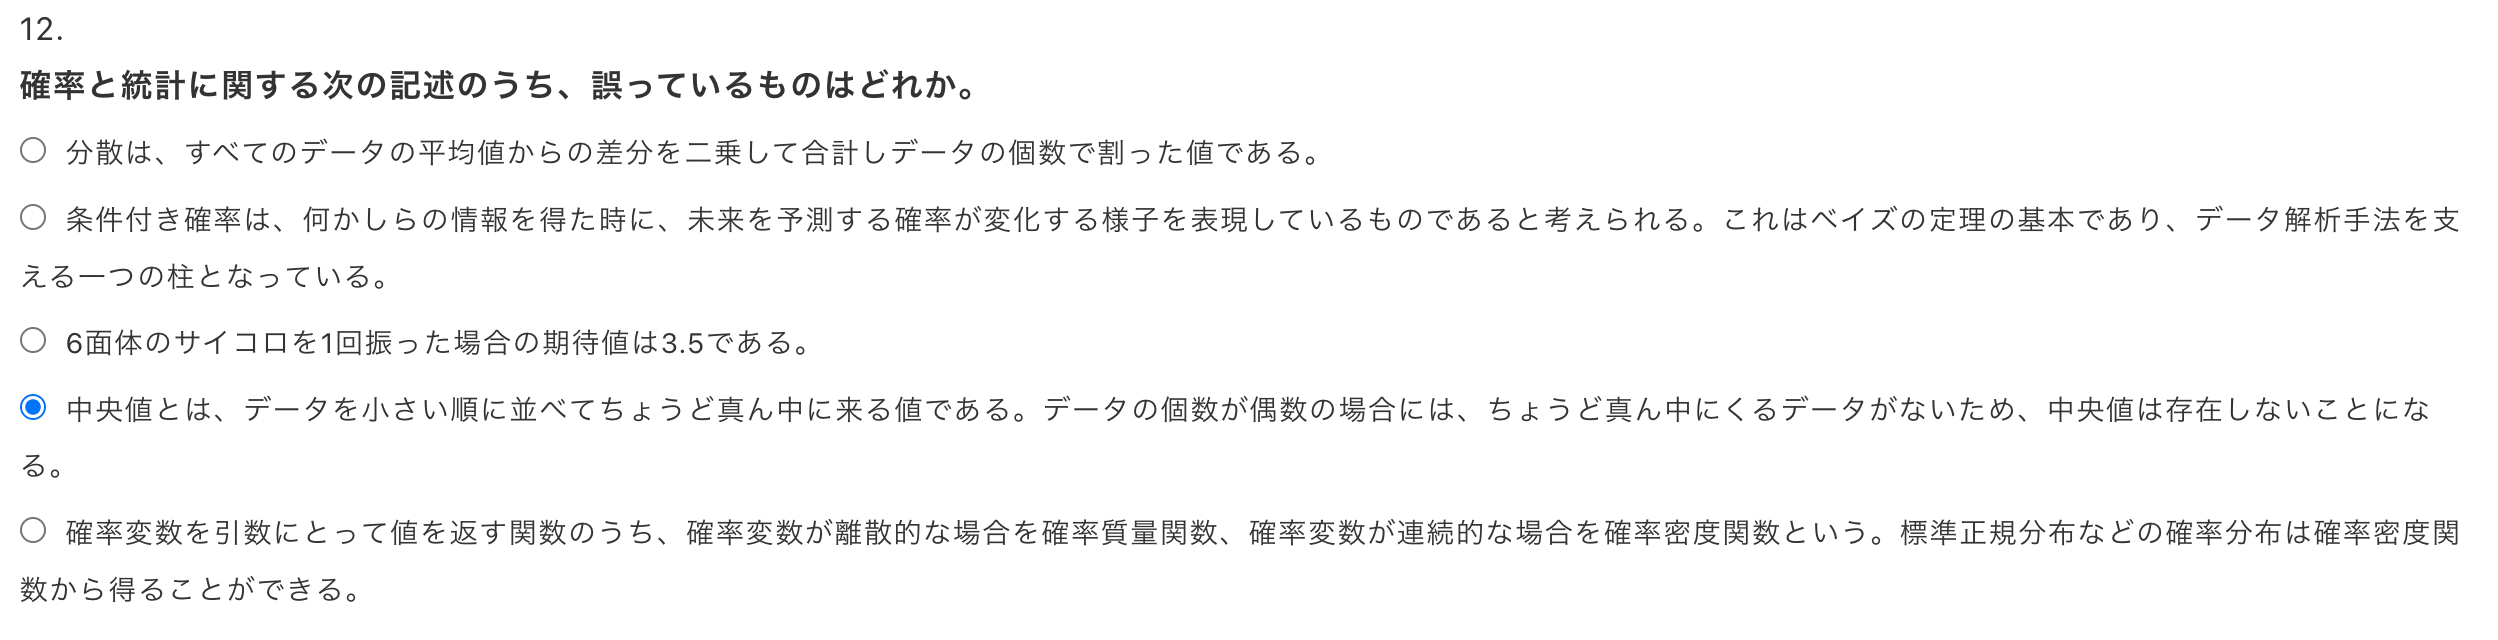 12.
確率と統計に関する次の記述のうち、誤っているものはどれか。
分散は、すべてのデータの平均値からの差分を二乗して合計しデータの個数で割った値である。
条件付き確率は、何かしらの情報を得た時に、未来を予測する確率が変化する様子を表現しているものであると考えられる。これはベイズの定理の基本であり、データ解析手法を支
える一つの柱となっている。
6面体のサイコロを1回振った場合の期待値は3.5である。
中央値とは、データを小さい順に並べてちょうど真ん中に来る値である。データの個数が偶数の場合には、ちょうど真ん中にくるデータがないため、中央値は存在しないことにな
る。
確率変数を引数にとって値を返す関数のうち、確率変数が離散的な場合を確率質量関数、確率変数が連続的な場合を確率密度関数という。標準正規分布などの確率分布は確率密度関
数から得ることができる。